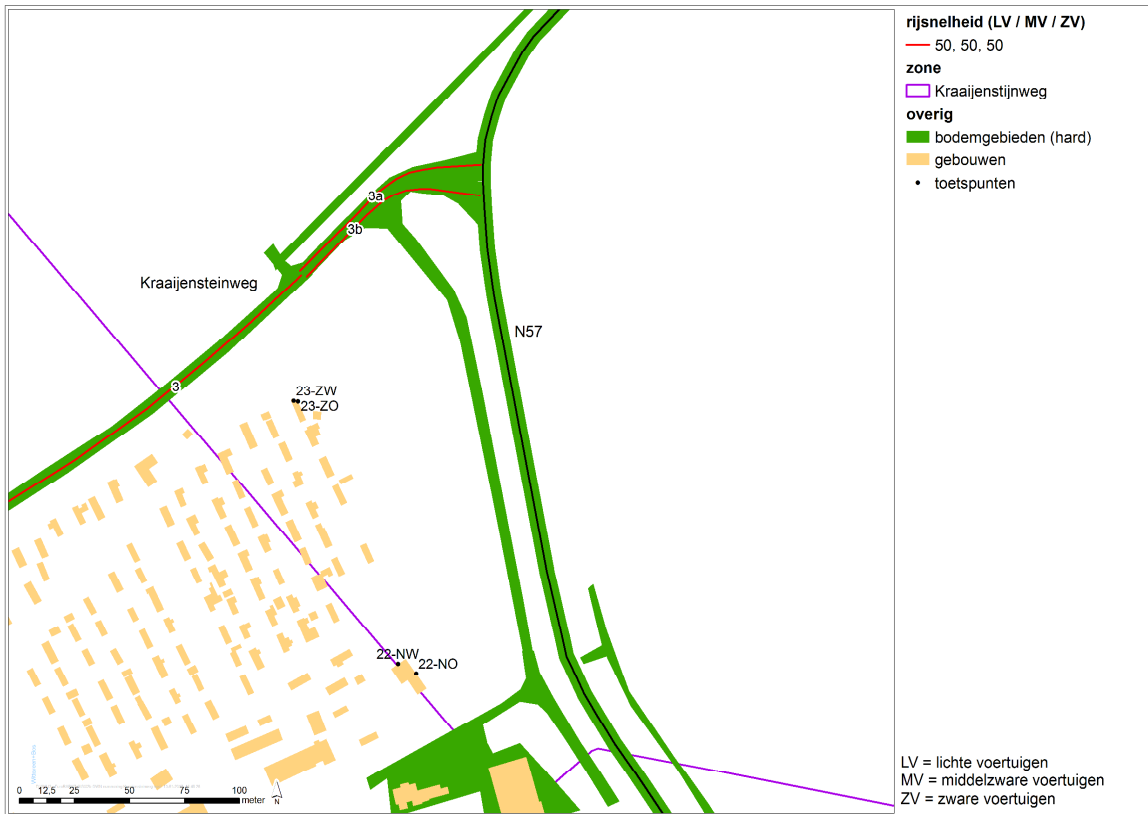 rijsnelheid (LV / MV / ZV)
50, 50, 50
zone
Kraaijenstijnweg
overig
bodemgebieden (hard)
gebouwen
toetspunten
3a
3b
Kraaijensteinweg
N57
3
23-ZW
23-ZO
22-NW
22-NO
Witteveen+Bos
0 12,5 25 50 75 100
meter
N
LV = lichte voertuigen
MV = middelzware voertuigen
ZV = zware voertuigen